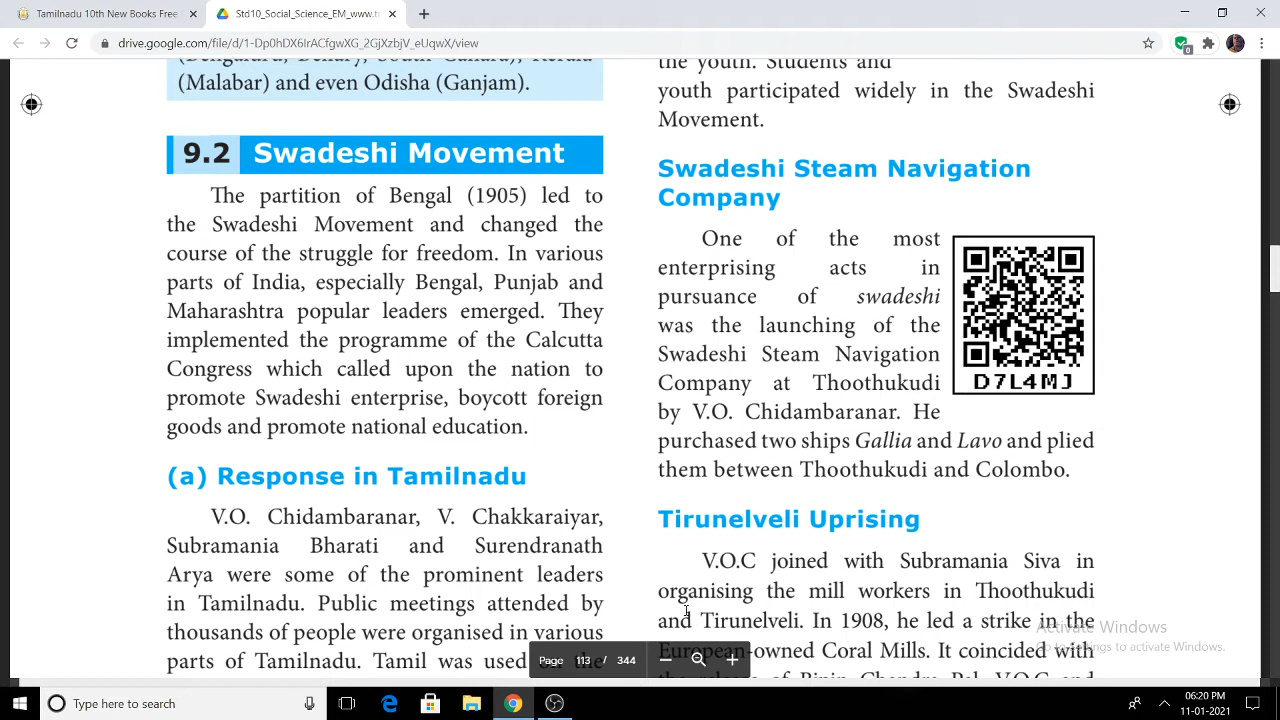 Tamilnadu 10th New Books Free
Std10_Social_Science_EM_www.t
drive.google.com/file/d/1-Dp0hDX6IrACfgwXG_2GjXzbjV_eUqwX/view
(Malabar) and even Odisha (Ganjam).
9.2 Swadeshi Movement
The partition of Bengal (1905) led to
the Swadeshi Movement and changed the
course of the struggle for freedom. In various
parts of India, especially Bengal, Punjab and
Maharashtra popular leaders emerged. They
implemented the programme of the Calcutta
Congress which called upon the nation to
promote Swadeshi enterprise, boycott foreign
goods and promote national education.
(a) Response in Tamilnadu
V.O. Chidambaranar, V. Chakkaraiyar,
Subramania Bharati and Surendranath
Arya were some of the prominent leaders
in Tamilnadu. Public meetings attended by
thousands of people were organised in various
parts of Tamilnadu. Tamil was used on the
the youth. Students and
youth participated widely in the Swadeshi
Movement.
Swadeshi Steam Navigation
Company
One of the most
enterprising acts in
pursuance of swadeshi
was the launching of the
Swadeshi Steam Navigation
Company at Thoothukudi
by V.O. Chidambaranar. He
purchased two ships Gallia and Lavo and plied
them between Thoothukudi and Colombo.
D7L4MJ
Tirunelveli Uprising
V.O.C joined with Subramania Siva in
organising the mill workers in Thoothukudi
and Tirunelveli. In 1908, he led a strike in the
European-owned Coral Mills. It coincided with
Activate Windows
Go to Settings to activate Windows.
Page 113 / 344
Type here to search
06:20 PM
11-01-2021